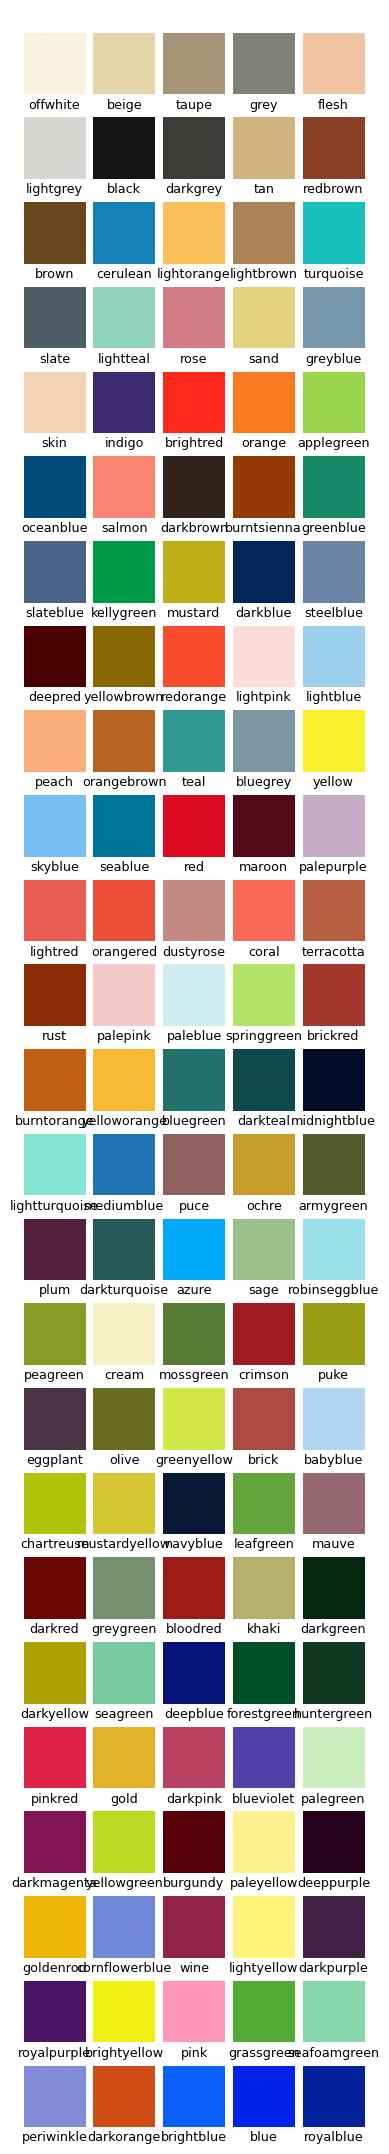 offwhite beige taupe grey flesh
lightgrey black darkgrey tan redbrown
brown cerulean lightorange lightbrown turquoise
slate lightteal rose sand greyblue
skin indigo brightred orange applegreen
oceanblue salmon darkbrown burntsienna greenblue
slateblue kellygreen mustard darkblue steelblue
deepred yellowbrown redorange lightpink lightblue
peach orangebrown teal bluegrey yellow
skyblue seablue red maroon palepurple
lightred orangered dustyrose coral terracotta
rust palepink paleblue springgreen brickred
burntorange yelloworange bluegreen darkteal midnightblue
lightturquoise mediumblue puce ochre armygreen
plum darkturquoise azure sage robinseggblue
peagreen cream mossgreen crimson puke
eggplant olive greenyellow brick babyblue
chartreuse mustardyellow navyblue leafgreen mauve
darkred greygreen bloodred khaki darkgreen
darkyellow seagreen deepblue forestgreen huntergreen
pinkred gold darkpink blueviolet palegreen
darkmagenta yellowgreen burgundy paleyellow deeppurple
goldenrod cornflowerblue wine lightyellow darkpurple
royalpurple brightyellow pink grassgreen seafoamgreen
periwinkle darkorange brightblue blue royalblue